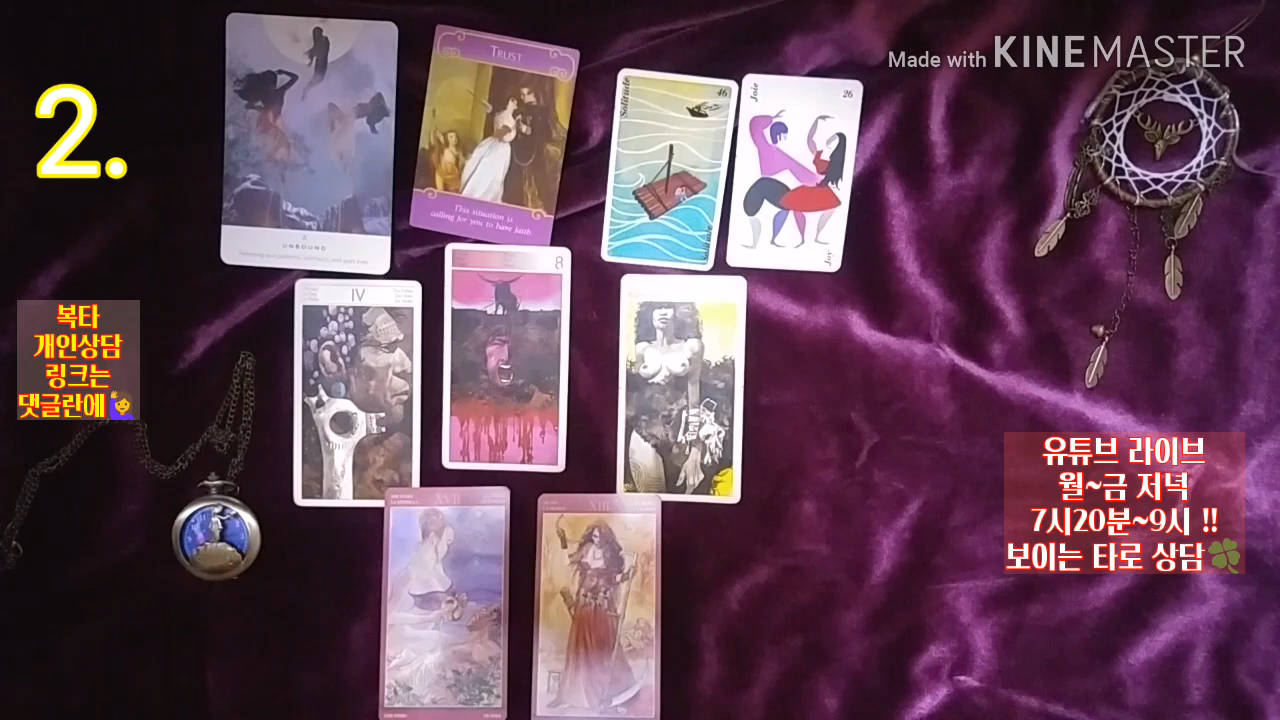 Made with KINEMASTER
2.
TRUST
This situation is
calling for you to have faith
UNBOUND
Solitude
46
Joie
26
Joy
IV
8
복타
개인상담
링크는
댓글란에🙋‍♀️
유튜브 라이브
월~금 저녁
7시20분~9시 !!
보이는 타로 상담🍀
XVII
XIII